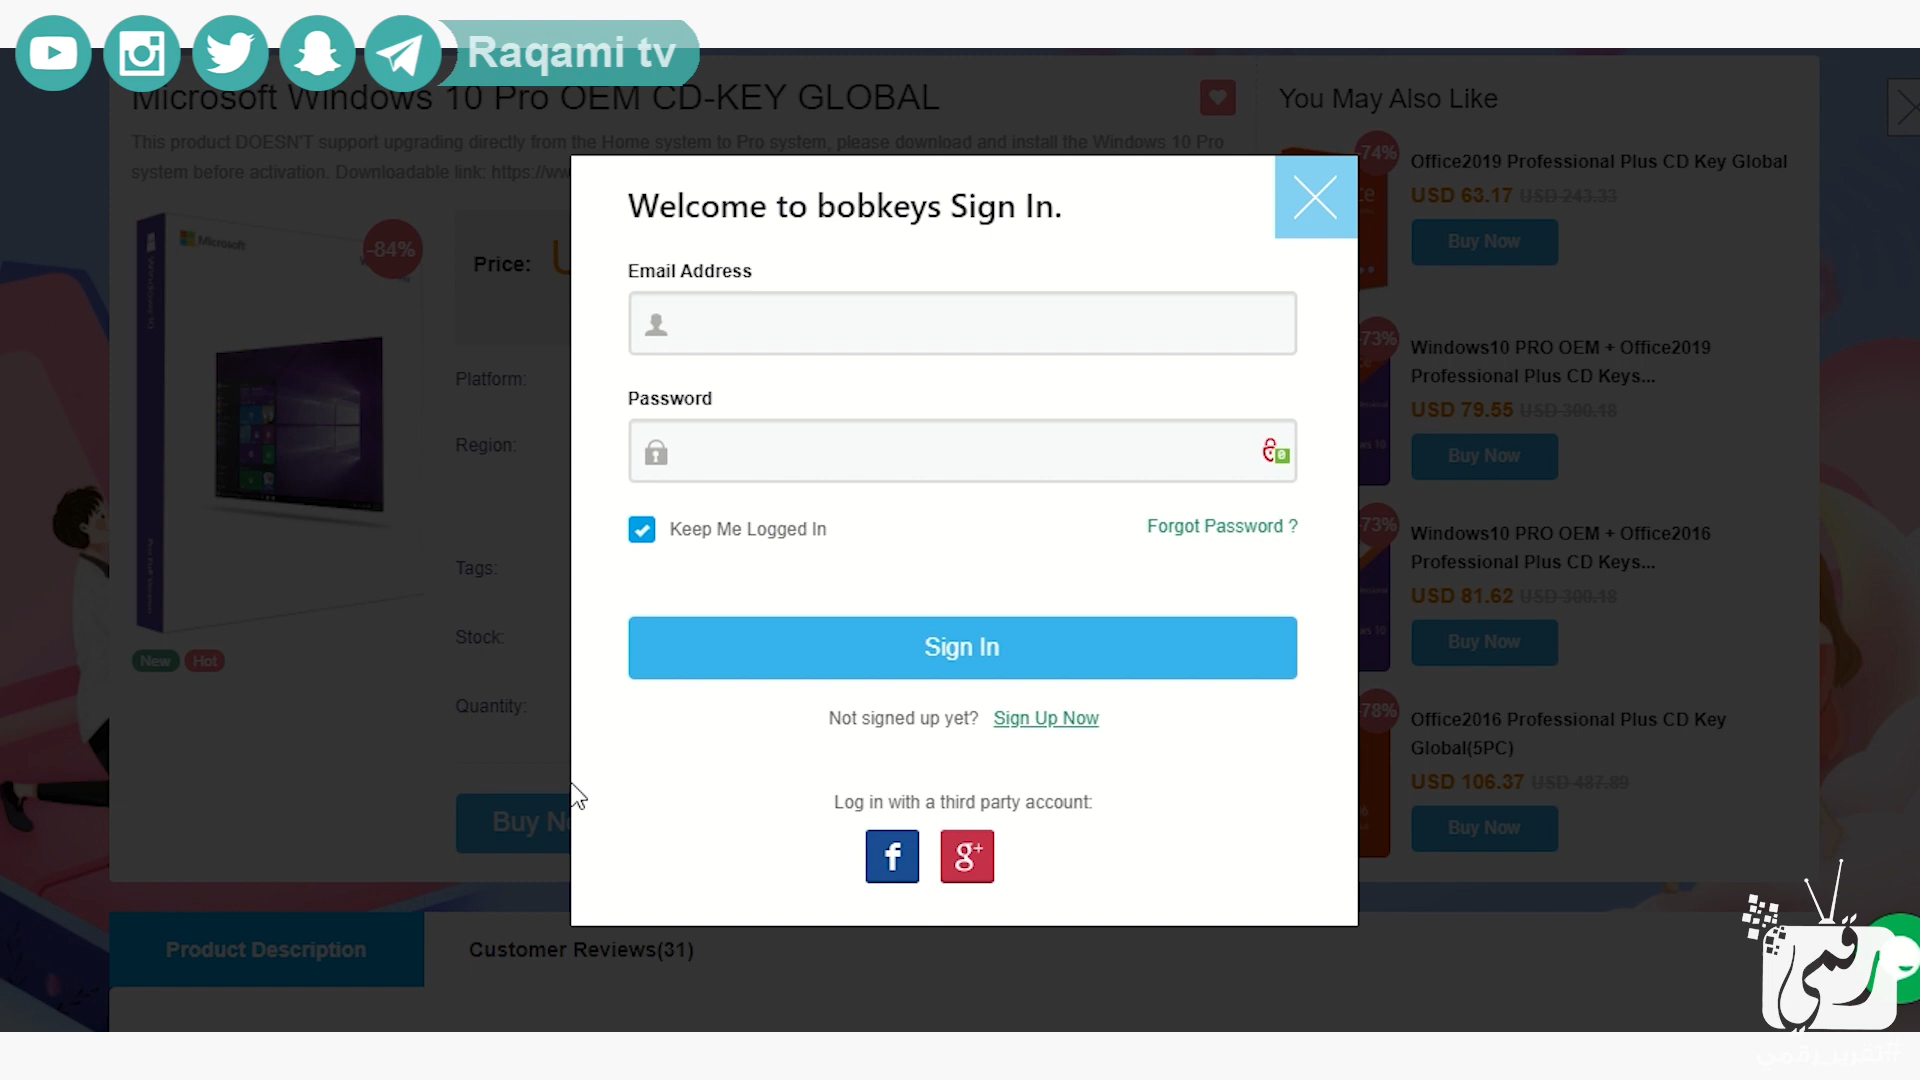 Raqami tv
Microsoft Windows 10 Pro OEM CD-KEY GLOBAL
This product DOESN'T support upgrading directly from the Home system to Pro system, please download and install the Windows 10 Pro
system before activation. Downloadable link: https://ww
Microsoft
-84%
Price:
Platform:
Region:
Tags:
Stock:
Quantity:
New
Hot
Buy No
Welcome to bobkeys Sign In.
Email Address
Password
Keep Me Logged In
Forgot Password ?
Sign In
Not signed up yet? Sign Up Now
Log in with a third party account:
f
g+
You May Also Like
-74%
Office2019 Professional Plus CD Key Global
USD 63.17 USD 243.33
Buy Now
-73%
Windows10 PRO OEM + Office2019
Professional Plus CD Keys...
USD 79.55 USD 300.18
Buy Now
-73%
Windows10 PRO OEM + Office2016
Professional Plus CD Keys...
USD 81.62 USD 300.18
Buy Now
-78%
Office2016 Professional Plus CD Key
Global(5PC)
USD 106.37 USD 487.89
Buy Now
Product Description
Customer Reviews(31)
رقمي